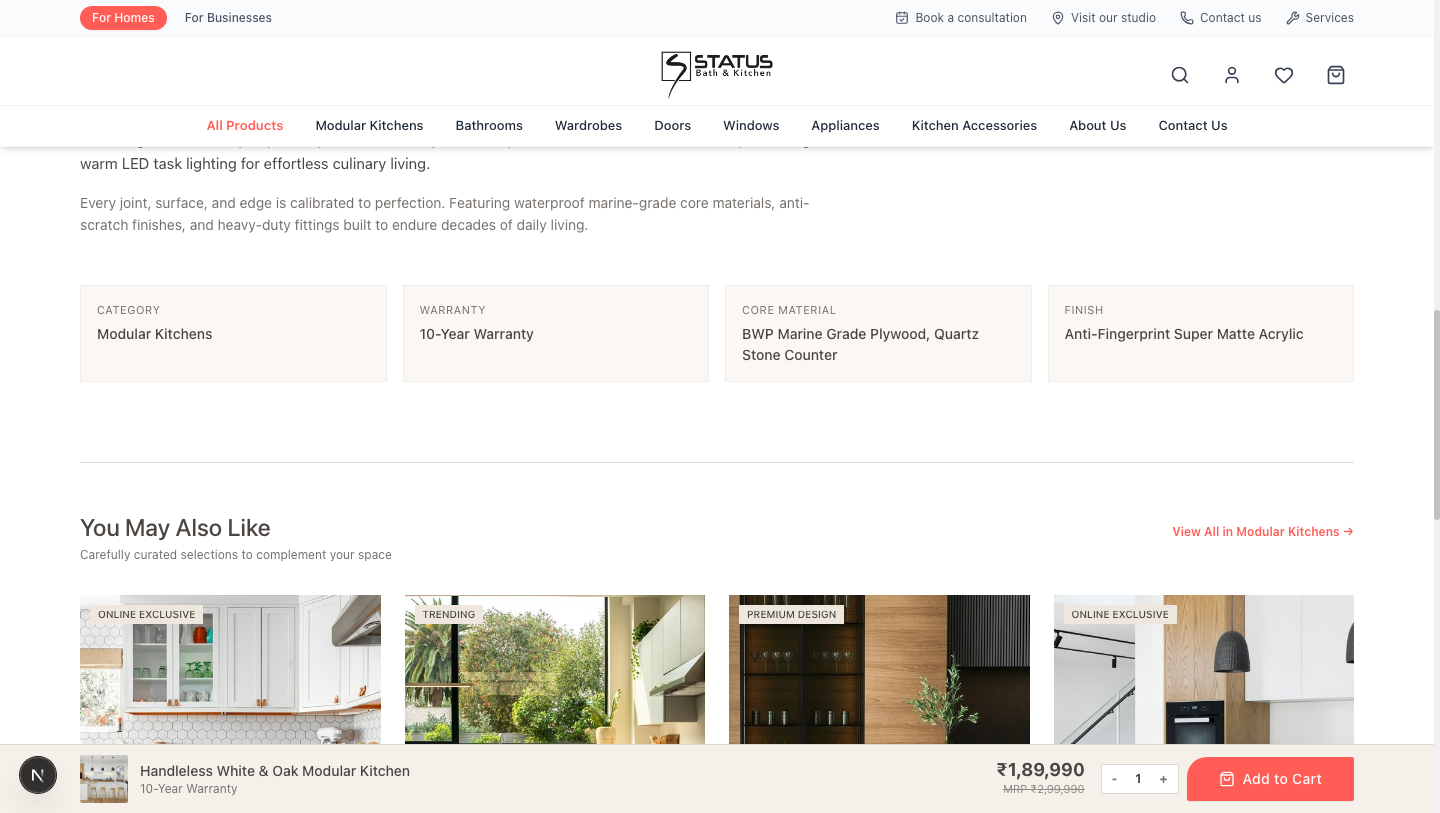 For Homes
For Businesses
Book a consultation
Visit our studio
Contact us
Services
STATUS
Bath & Kitchen
All Products
Modular Kitchens
Bathrooms
Wardrobes
Doors
Windows
Appliances
Kitchen Accessories
About Us
Contact Us
warm LED task lighting for effortless culinary living.
Every joint, surface, and edge is calibrated to perfection. Featuring waterproof marine-grade core materials, anti-
scratch finishes, and heavy-duty fittings built to endure decades of daily living.
CATEGORY
Modular Kitchens
WARRANTY
10-Year Warranty
CORE MATERIAL
BWP Marine Grade Plywood, Quartz
Stone Counter
FINISH
Anti-Fingerprint Super Matte Acrylic
You May Also Like
Carefully curated selections to complement your space
View All in Modular Kitchens →
ONLINE EXCLUSIVE
TRENDING
PREMIUM DESIGN
ONLINE EXCLUSIVE
N
Handleless White & Oak Modular Kitchen
10-Year Warranty
₹1,89,990
MRP ₹2,99,990
- 1 +
Add to Cart